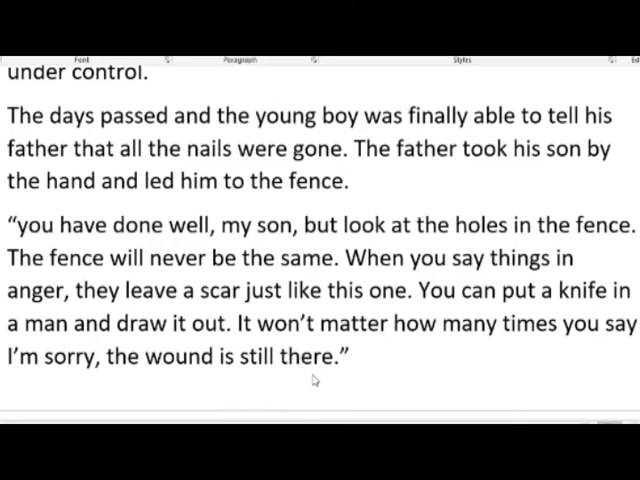 Font Paragraph Styles
under control.
The days passed and the young boy was finally able to tell his
father that all the nails were gone. The father took his son by
the hand and led him to the fence.
“you have done well, my son, but look at the holes in the fence.
The fence will never be the same. When you say things in
anger, they leave a scar just like this one. You can put a knife in
a man and draw it out. It won’t matter how many times you say
I’m sorry, the wound is still there.”